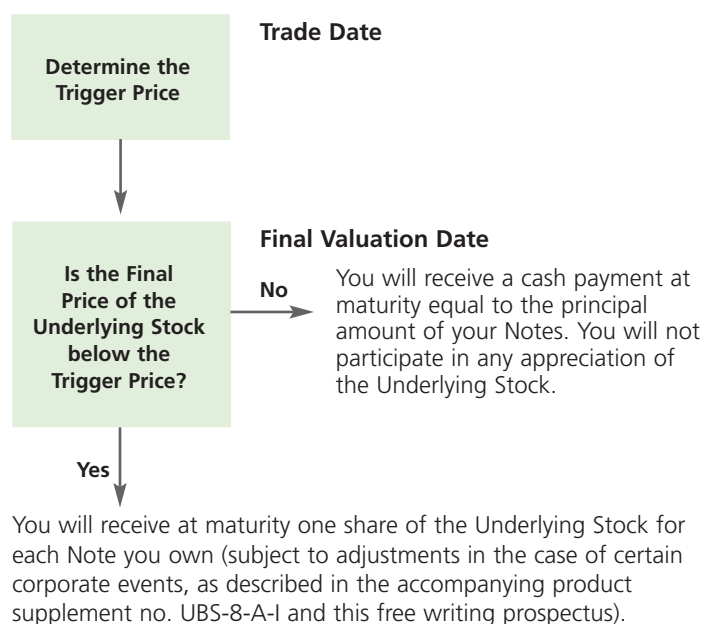 Trade Date
Determine the
Trigger Price
Final Valuation Date
Is the Final
Price of the
Underlying Stock
below the
Trigger Price?
No
You will receive a cash payment at
maturity equal to the principal
amount of your Notes. You will not
participate in any appreciation of
the Underlying Stock.
Yes
You will receive at maturity one share of the Underlying Stock for
each Note you own (subject to adjustments in the case of certain
corporate events, as described in the accompanying product
supplement no. UBS-8-A-I and this free writing prospectus).